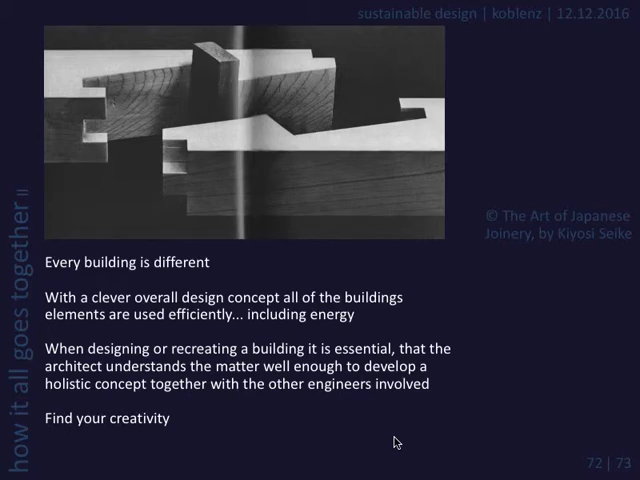 sustainable design | koblenz | 12.12.2016
© The Art of Japanese
Joinery, by Kiyosi Seike
how it all goes together II
Every building is different
With a clever overall design concept all of the buildings
elements are used efficiently... including energy
When designing or recreating a building it is essential, that the
architect understands the matter well enough to develop a
holistic concept together with the other engineers involved
Find your creativity
72 | 73